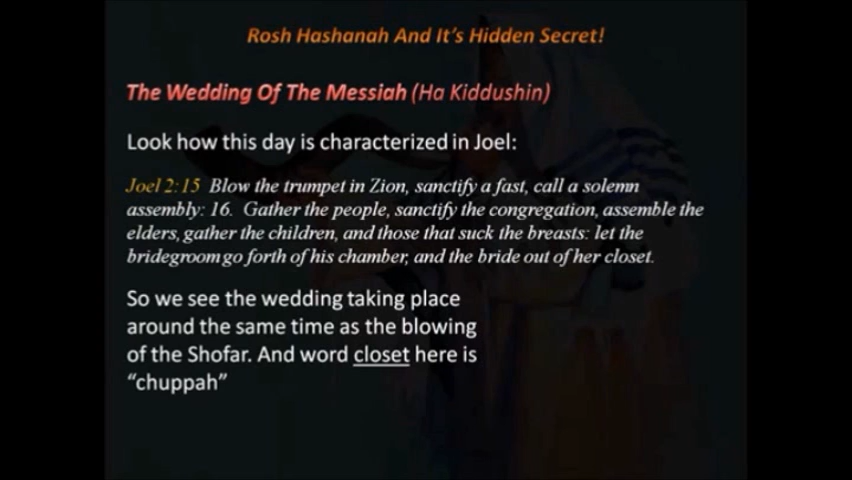 Rosh Hashanah And It's Hidden Secret!
The Wedding Of The Messiah (Ha Kiddushin)
Look how this day is characterized in Joel:
Joel 2:15 Blow the trumpet in Zion, sanctify a fast, call a solemn
assembly: 16. Gather the people, sanctify the congregation, assemble the
elders, gather the children, and those that suck the breasts: let the
bridegroom go forth of his chamber, and the bride out of her closet.
So we see the wedding taking place
around the same time as the blowing
of the Shofar. And word closet here is
“chuppah”